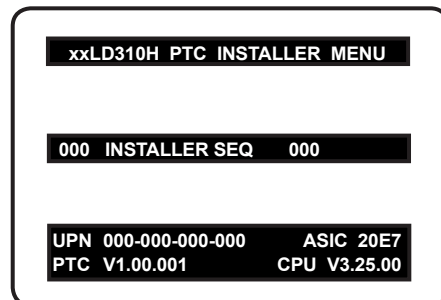 xxLD310H PTC INSTALLER MENU
000 INSTALLER SEQ 000
UPN 000-000-000-000 ASIC 20E7
PTC V1.00.001 CPU V3.25.00